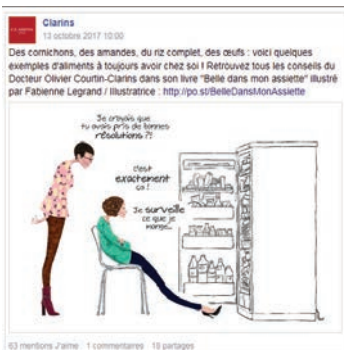 Clarins
13 octobre 2017 10:00
Des cornichons, des amandes, du riz complet, des œufs : voici quelques
exemples d'aliments à toujours avoir chez soi ! Retrouvez tous les conseils du
Docteur Olivier Courtin-Clarins dans son livre "Belle dans mon assiette" illustré
par Fabienne Legrand / Illustratrice : http://po.st/BelleDansMonAssiette
Je croyais que
tu avais pris de bonnes
résolutions ?!
C'est
exactement
ça !
Je surveille
ce que je
mange...
63 mentions J'aime 1 commentaires 18 partages